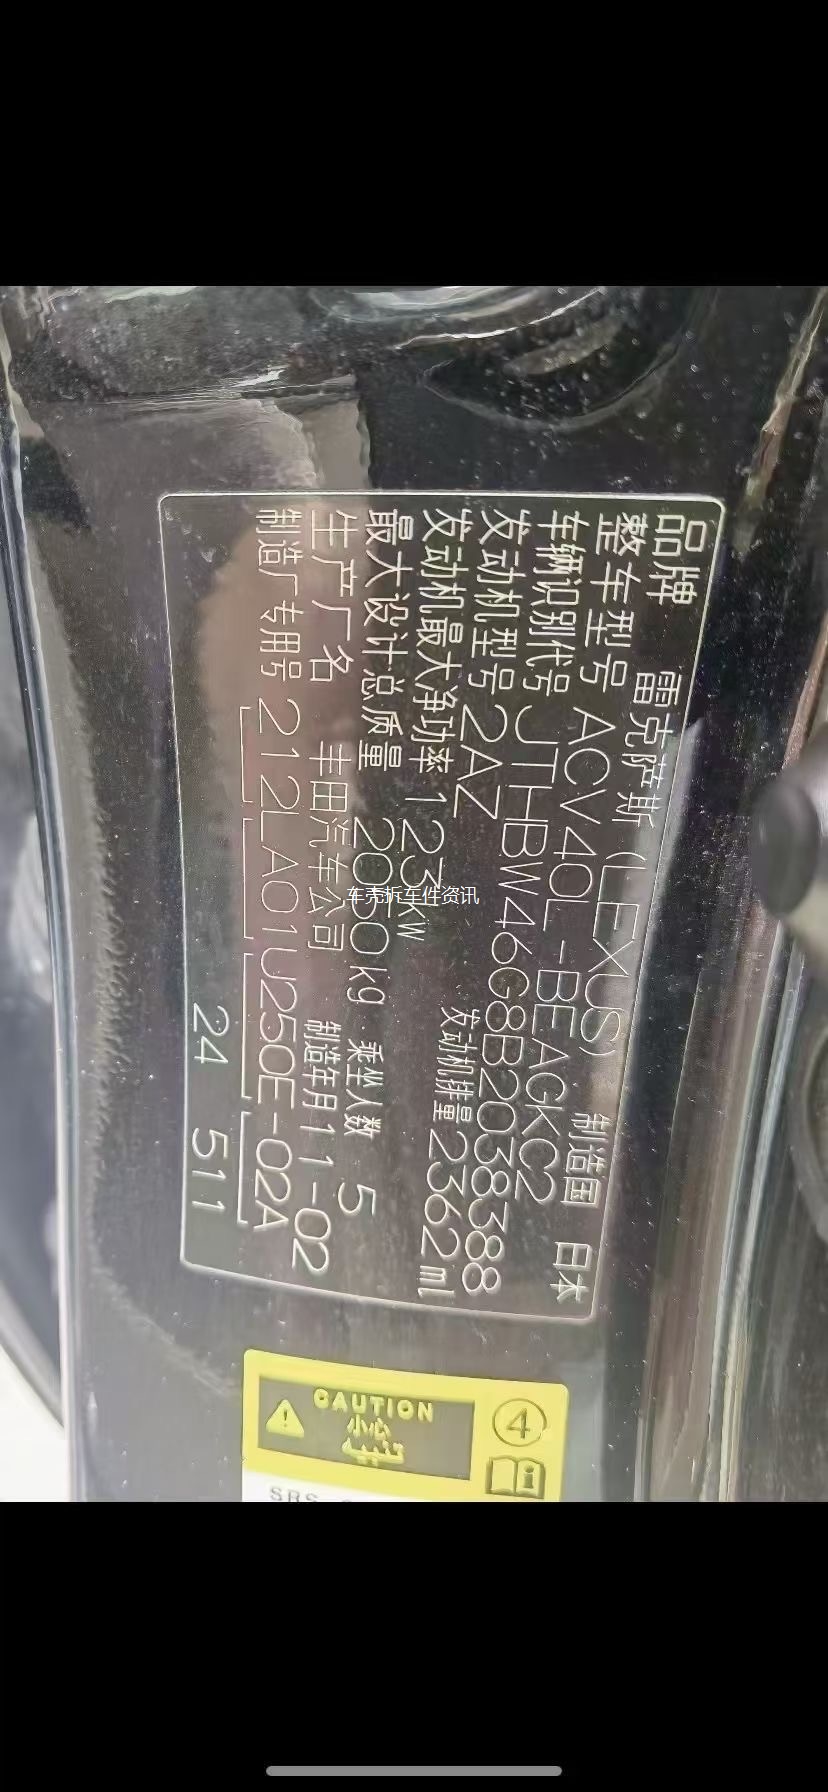 品牌 雷克萨斯 (LEXUS) 制造国 日本
整车型号 ACV40L-BEAGKC2
车辆识别代号 JTHBW46G8B2038388
发动机型号 2AZ 发动机排量 2362ml
发动机最大净功率 123kW
最大设计总质量 2050kg 乘坐人数 5
生产厂名 丰田汽车公司 制造年月 11-02
制造厂专用号 212LA01U250E-02A
24 511
车壳拆车件资讯
④
CAUTION
小心
SRS